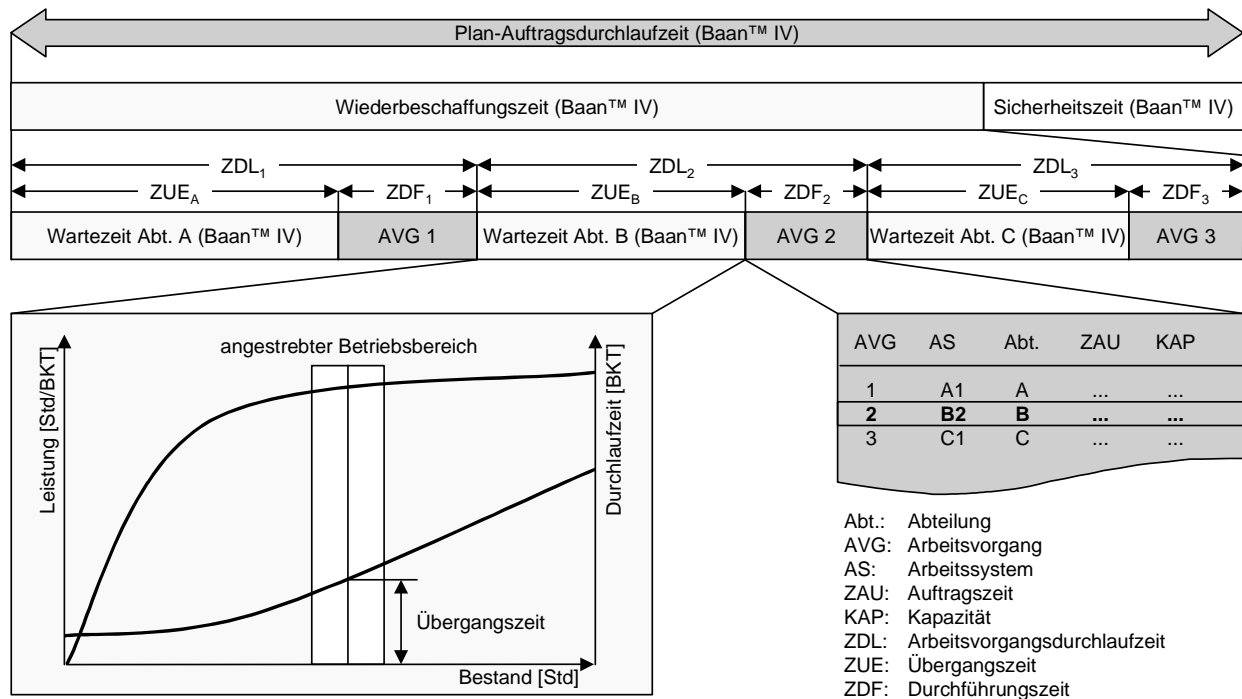 Plan-Auftragsdurchlaufzeit (Baan™ IV)
Wiederbeschaffungszeit (Baan™ IV) Sicherheitszeit (Baan™ IV)
ZDL₁ ZDL₂ ZDL₃
ZUE_A ZDF₁ ZUE_B ZDF₂ ZUE_C ZDF₃
Wartezeit Abt. A (Baan™ IV) AVG 1 Wartezeit Abt. B (Baan™ IV) AVG 2 Wartezeit Abt. C (Baan™ IV) AVG 3
angestrebter Betriebsbereich
Leistung [Std/BKT]
Durchlaufzeit [BKT]
Übergangszeit
Bestand [Std]
AVG AS Abt. ZAU KAP
1 A1 A ... ...
2 B2 B ... ...
3 C1 C ... ...
Abt.: Abteilung
AVG: Arbeitsvorgang
AS: Arbeitssystem
ZAU: Auftragszeit
KAP: Kapazität
ZDL: Arbeitsvorgangsdurchlaufzeit
ZUE: Übergangszeit
ZDF: Durchführungszeit